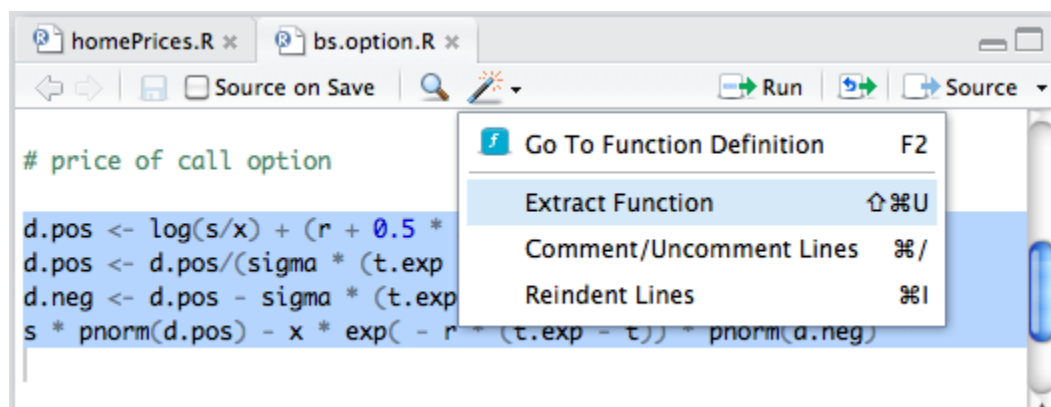 homePrices.R × bs.option.R ×
Source on Save Run Source
# price of call option
Go To Function Definition F2
Extract Function ⇧⌘U
d.pos <- log(s/x) + (r + 0.5 *
Comment/Uncomment Lines ⌘/
d.pos <- d.pos/(sigma * (t.exp
Reindent Lines ⌘I
d.neg <- d.pos - sigma * (t.exp
s * pnorm(d.pos) - x * exp( - r * (t.exp - t)) * pnorm(d.neg)